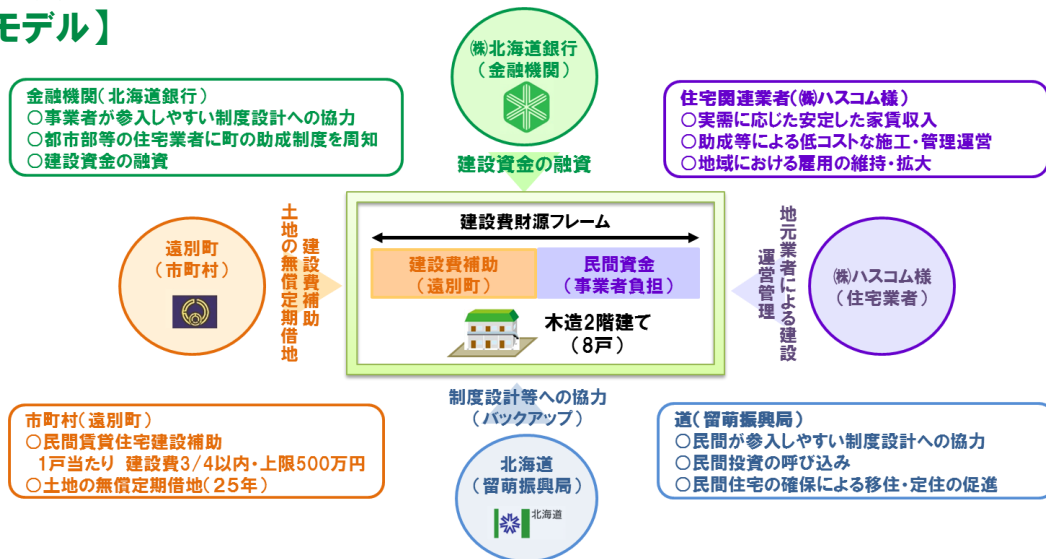 モデル】
㈱北海道銀行
(金融機関)
金融機関(北海道銀行)
○事業者が参入しやすい制度設計への協力
○都市部等の住宅業者に町の助成制度を周知
○建設資金の融資
住宅関連業者(㈱ハスコム様)
○実需に応じた安定した家賃収入
○助成等による低コストな施工・管理運営
○地域における雇用の維持・拡大
建設資金の融資
遠別町
(市町村)
建設費補助
土地の無償定期借地
建設費財源フレーム
建設費補助
(遠別町)
民間資金
(事業者負担)
木造2階建て
(8戸)
地元業者による建設
運営管理
㈱ハスコム様
(住宅業者)
制度設計等への協力
(バックアップ)
市町村(遠別町)
○民間賃貸住宅建設補助
1戸当たり 建設費3/4以内・上限500万円
○土地の無償定期借地(25年)
北海道
(留萌振興局)
北海道
道(留萌振興局)
○民間が参入しやすい制度設計への協力
○民間投資の呼び込み
○民間住宅の確保による移住・定住の促進